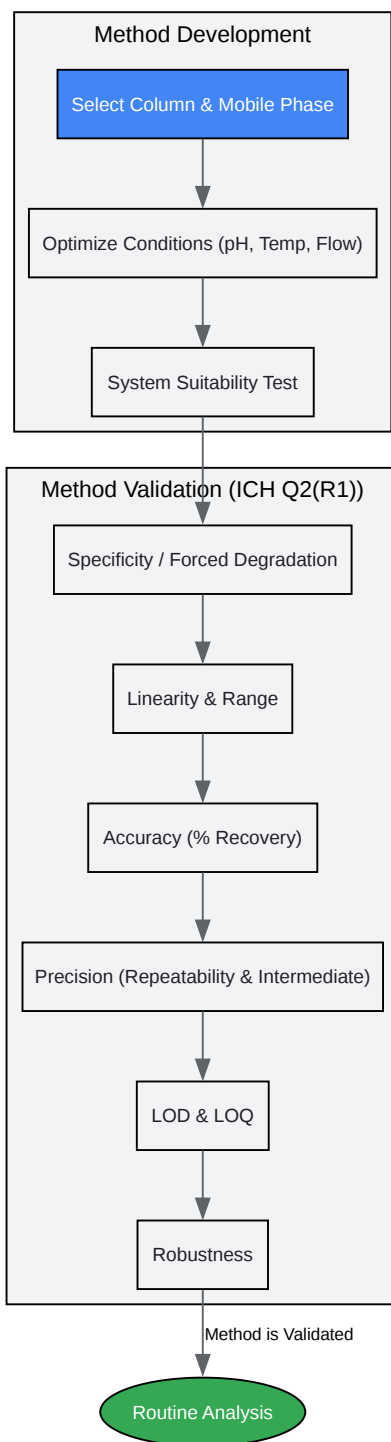 Method Development
Select Column & Mobile Phase
Optimize Conditions (pH, Temp, Flow)
System Suitability Test
Method Validation (ICH Q2(R1))
Specificity / Forced Degradation
Linearity & Range
Accuracy (% Recovery)
Precision (Repeatability & Intermediate)
LOD & LOQ
Robustness
Method is Validated
Routine Analysis